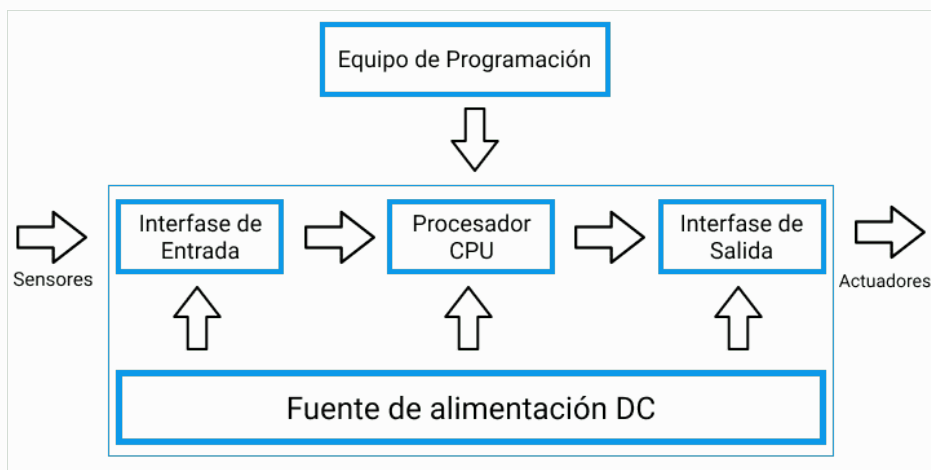 Equipo de Programación
Interfase de
Entrada
Procesador
CPU
Interfase de
Salida
Sensores
Actuadores
Fuente de alimentación DC